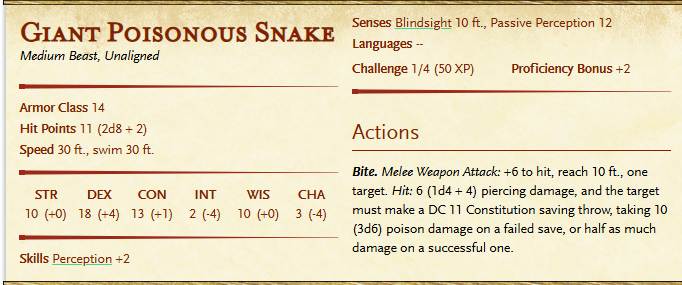 Giant Poisonous Snake
Medium Beast, Unaligned
Armor Class 14
Hit Points 11 (2d8 + 2)
Speed 30 ft., swim 30 ft.
STR DEX CON INT WIS CHA
10 (+0) 18 (+4) 13 (+1) 2 (-4) 10 (+0) 3 (-4)
Skills Perception +2
Senses Blindsight 10 ft., Passive Perception 12
Languages --
Challenge 1/4 (50 XP) Proficiency Bonus +2
Actions
Bite. Melee Weapon Attack: +6 to hit, reach 10 ft., one
target. Hit: 6 (1d4 + 4) piercing damage, and the target
must make a DC 11 Constitution saving throw, taking 10
(3d6) poison damage on a failed save, or half as much
damage on a successful one.